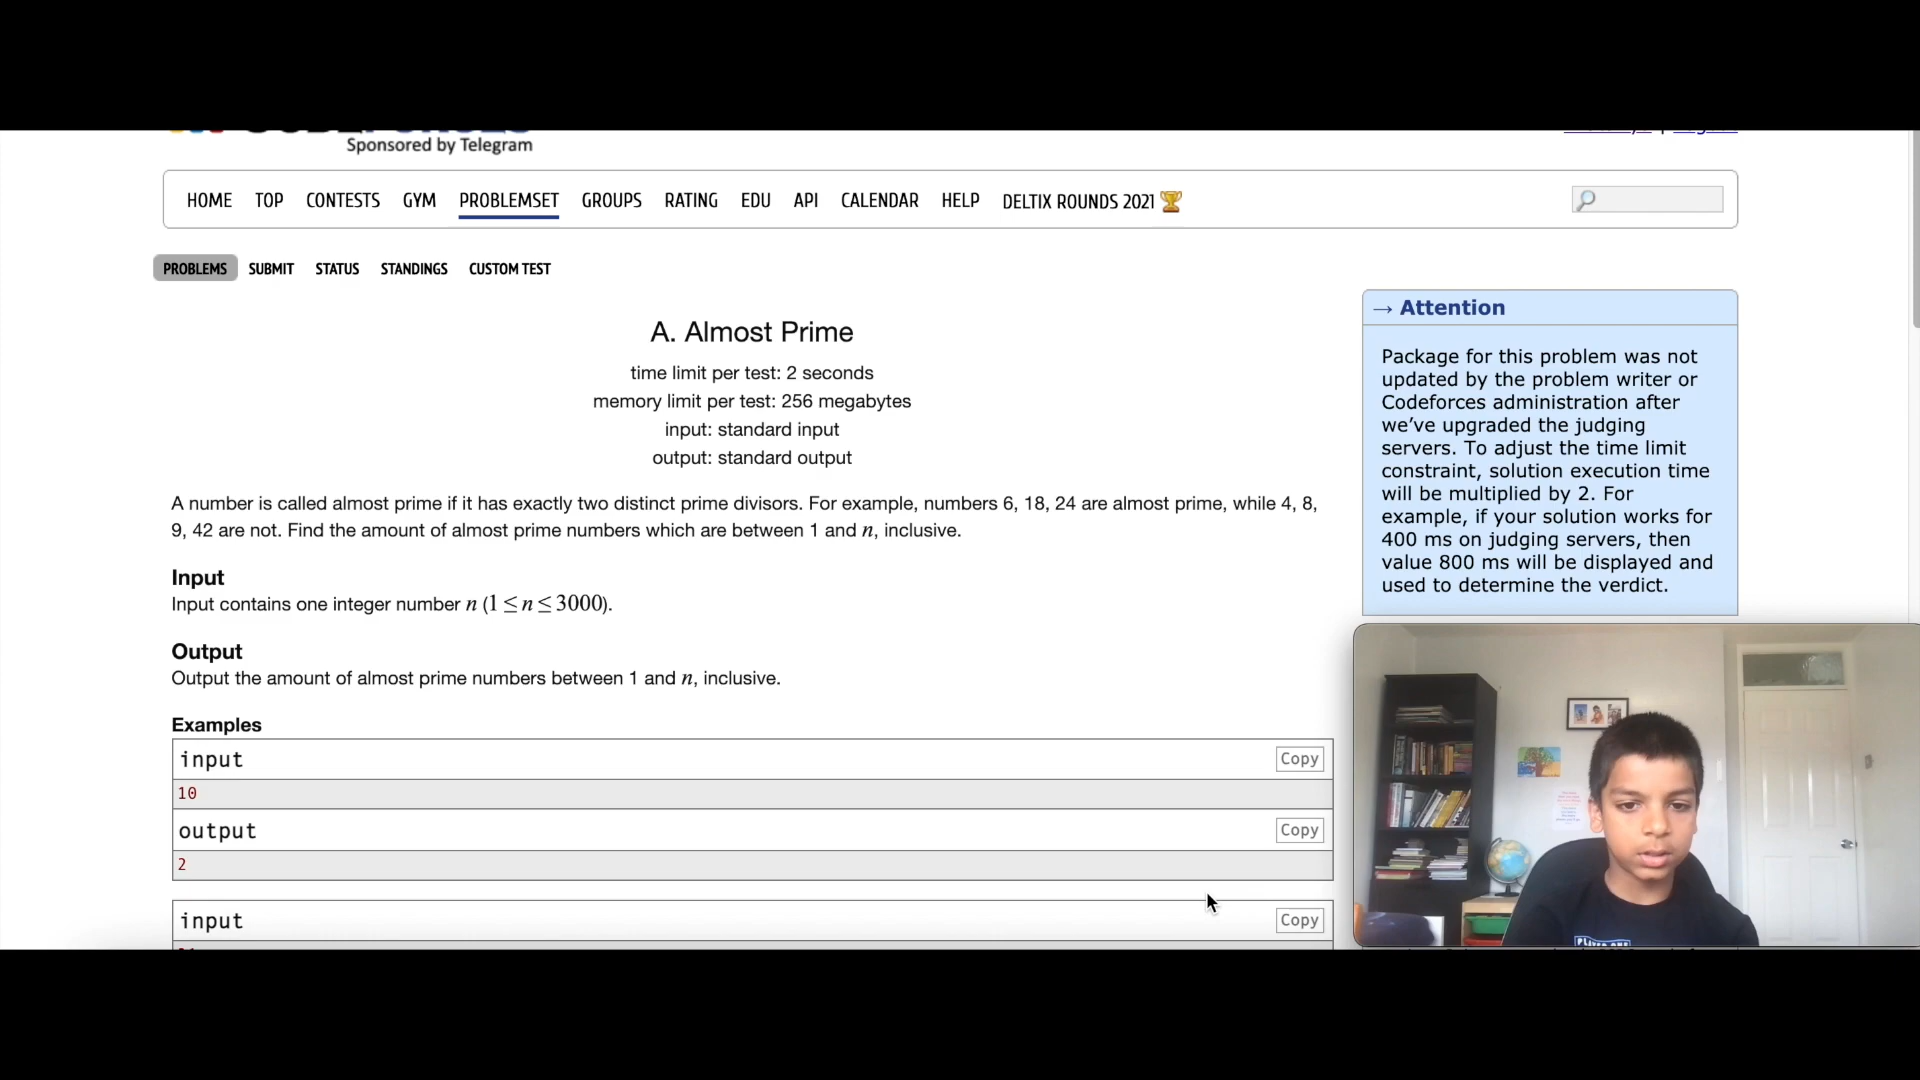 Sponsored by Telegram
HOME TOP CONTESTS GYM PROBLEMSET GROUPS RATING EDU API CALENDAR HELP DELTIX ROUNDS 2021
PROBLEMS SUBMIT STATUS STANDINGS CUSTOM TEST
A. Almost Prime
time limit per test: 2 seconds
memory limit per test: 256 megabytes
input: standard input
output: standard output
A number is called almost prime if it has exactly two distinct prime divisors. For example, numbers 6, 18, 24 are almost prime, while 4, 8,
9, 42 are not. Find the amount of almost prime numbers which are between 1 and n, inclusive.
Input
Input contains one integer number n (1 ≤ n ≤ 3000).
Output
Output the amount of almost prime numbers between 1 and n, inclusive.
Examples
input Copy
10
output Copy
2
input Copy
→ Attention
Package for this problem was not
updated by the problem writer or
Codeforces administration after
we’ve upgraded the judging
servers. To adjust the time limit
constraint, solution execution time
will be multiplied by 2. For
example, if your solution works for
400 ms on judging servers, then
value 800 ms will be displayed and
used to determine the verdict.